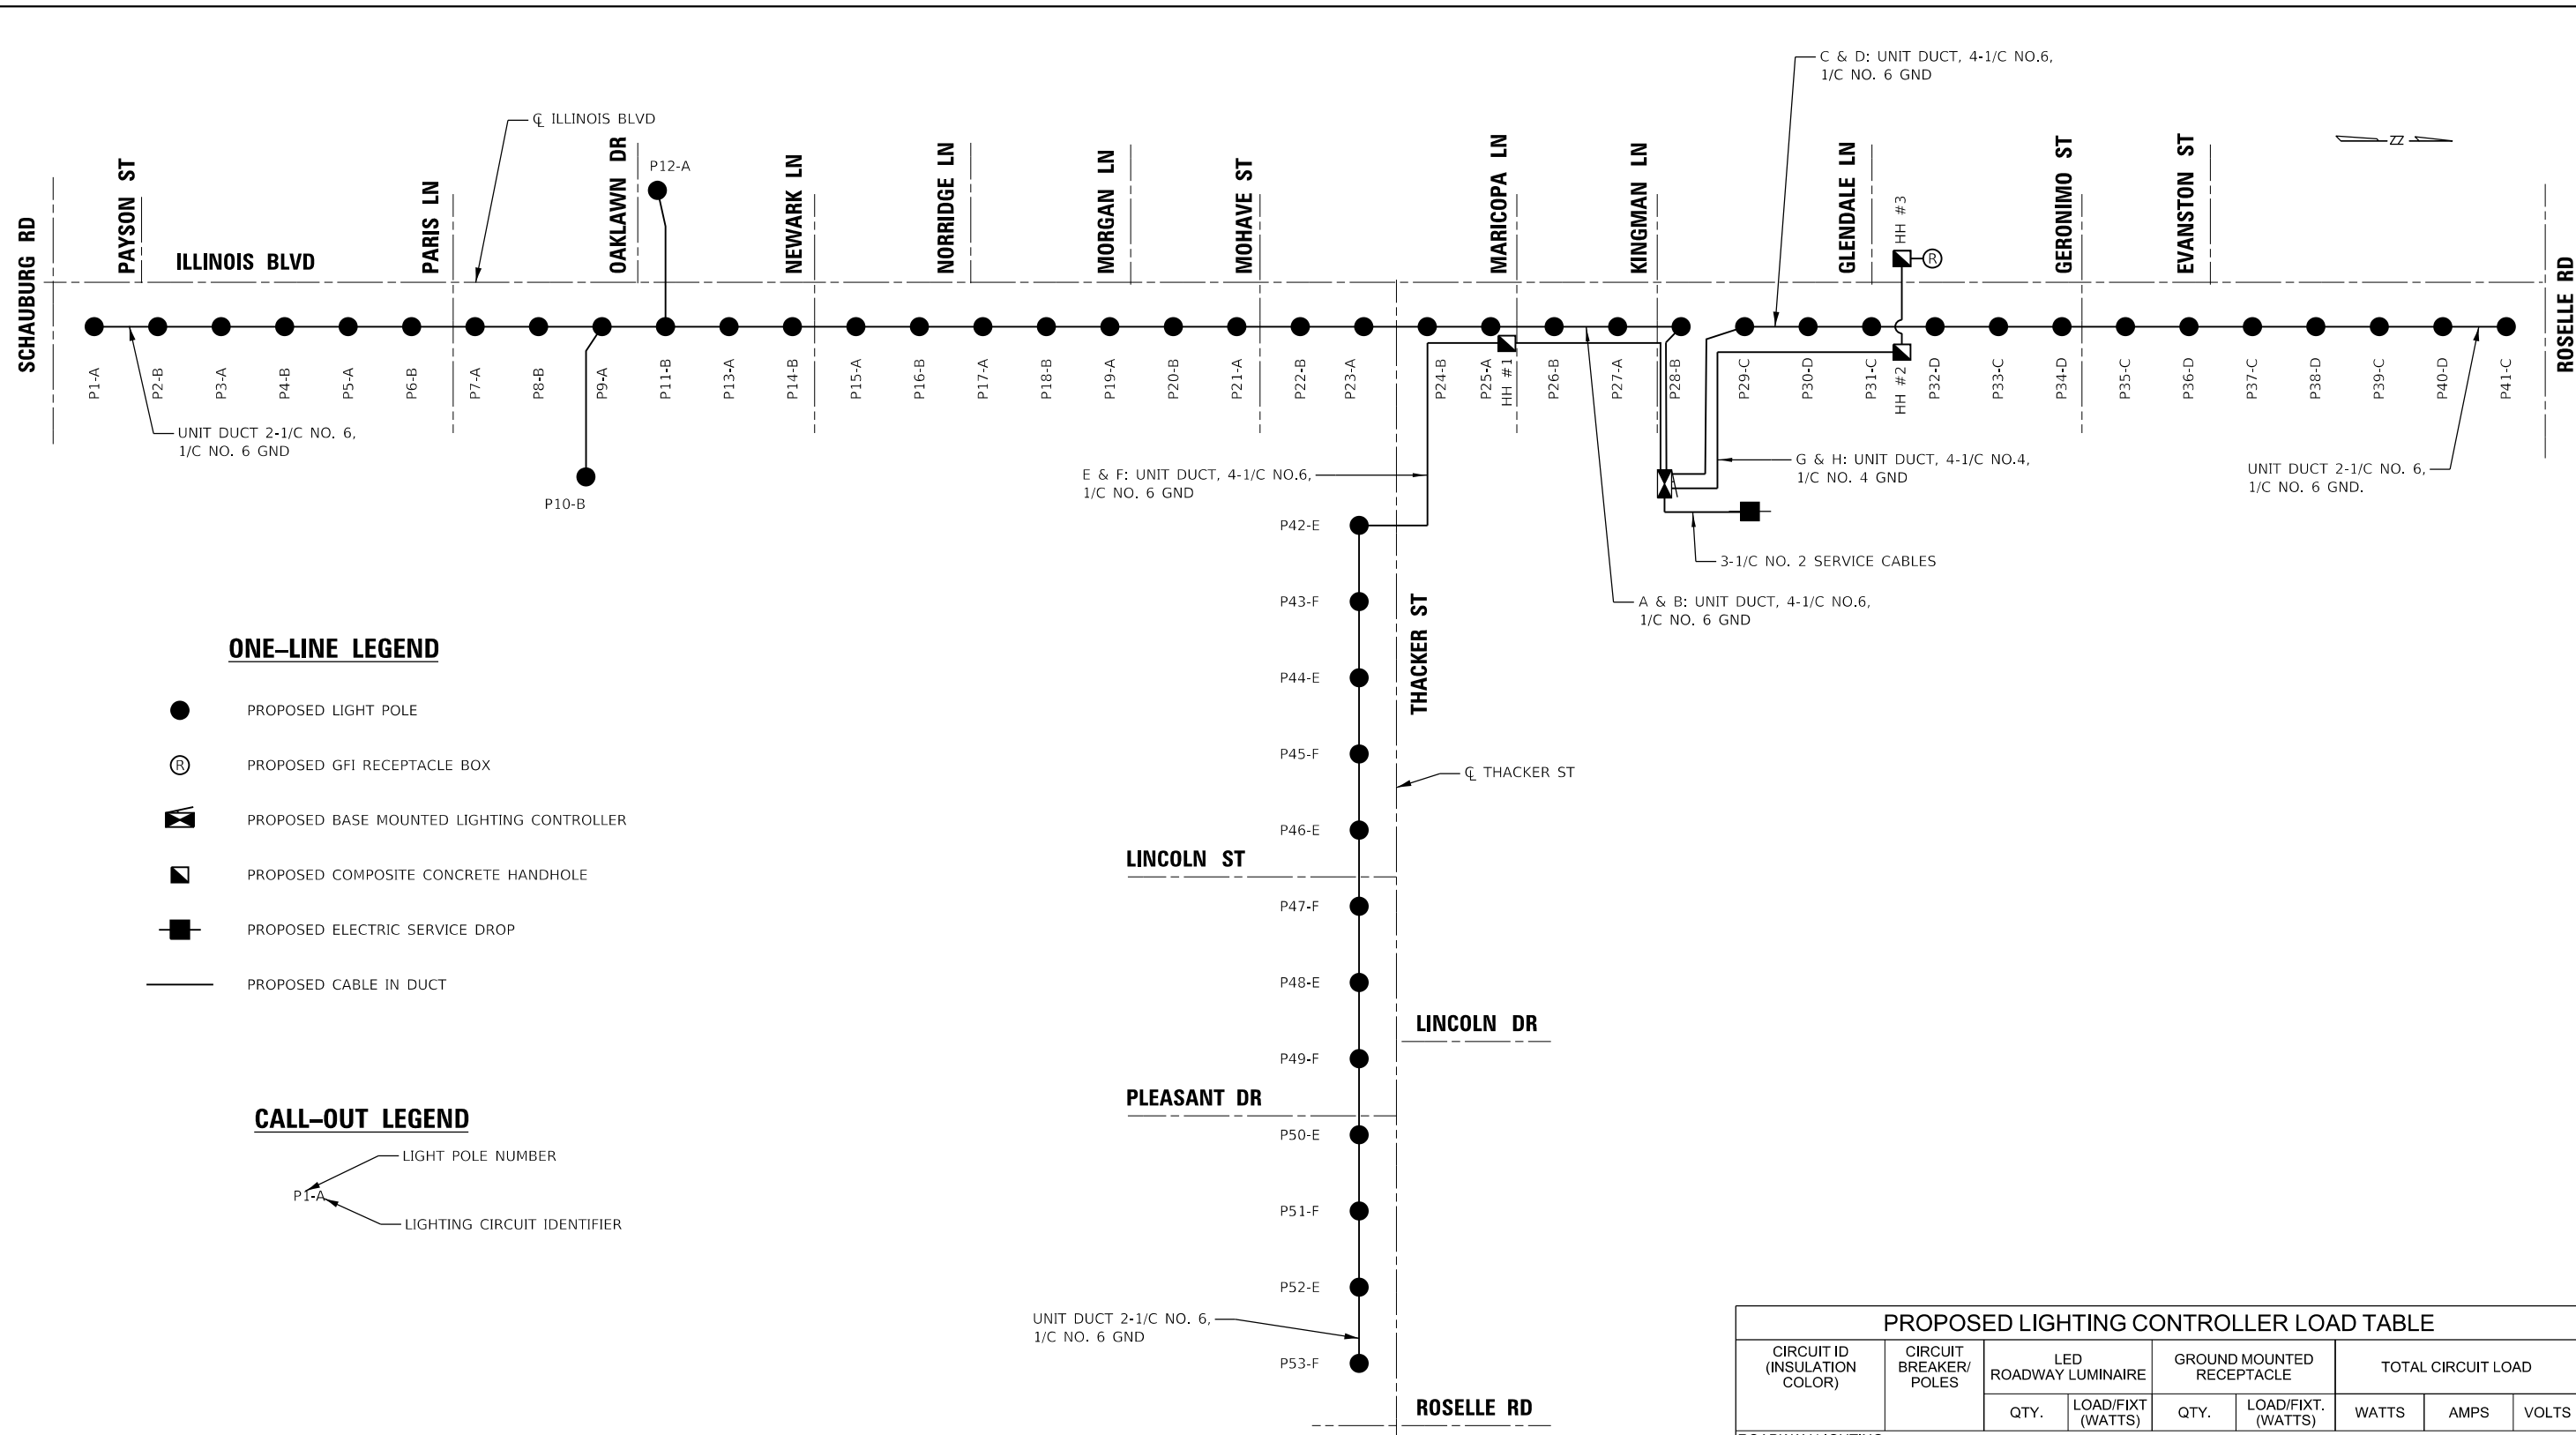 C & D: UNIT DUCT, 4-1/C NO.6,
1/C NO. 6 GND
℄ ILLINOIS BLVD
SCHAUBURG RD
PAYSON ST
ILLINOIS BLVD
PARIS LN
OAKLAWN DR
P12-A
NEWARK LN
NORRIDGE LN
MORGAN LN
MOHAVE ST
MARICOPA LN
KINGMAN LN
GLENDALE LN
HH #3
R
GERONIMO ST
EVANSTON ST
ROSELLE RD
P1-A
P2-B
P3-A
P4-B
P5-A
P6-B
P7-A
P8-B
P9-A
P11-B
P13-A
P14-B
P15-A
P16-B
P17-A
P18-B
P19-A
P20-B
P21-A
P22-B
P23-A
P24-B
P25-A
HH #1
P26-B
P27-A
P28-B
P29-C
P30-D
P31-C
HH #2
P32-D
P33-C
P34-D
P35-C
P36-D
P37-C
P38-D
P39-C
P40-D
P41-C
UNIT DUCT 2-1/C NO. 6,
1/C NO. 6 GND
P10-B
E & F: UNIT DUCT, 4-1/C NO.6,
1/C NO. 6 GND
G & H: UNIT DUCT, 4-1/C NO.4,
1/C NO. 4 GND
UNIT DUCT 2-1/C NO. 6,
1/C NO. 6 GND.
3-1/C NO. 2 SERVICE CABLES
A & B: UNIT DUCT, 4-1/C NO.6,
1/C NO. 6 GND
P42-E
P43-F
P44-E
P45-F
P46-E
P47-F
P48-E
P49-F
P50-E
P51-F
P52-E
P53-F
THACKER ST
℄ THACKER ST
LINCOLN ST
LINCOLN DR
PLEASANT DR
UNIT DUCT 2-1/C NO. 6,
1/C NO. 6 GND
ROSELLE RD
ONE-LINE LEGEND
PROPOSED LIGHT POLE
R PROPOSED GFI RECEPTACLE BOX
PROPOSED BASE MOUNTED LIGHTING CONTROLLER
PROPOSED COMPOSITE CONCRETE HANDHOLE
PROPOSED ELECTRIC SERVICE DROP
PROPOSED CABLE IN DUCT
CALL-OUT LEGEND
LIGHT POLE NUMBER
P1-A
LIGHTING CIRCUIT IDENTIFIER
PROPOSED LIGHTING CONTROLLER LOAD TABLE
CIRCUIT ID
(INSULATION
COLOR)
CIRCUIT
BREAKER/
POLES
LED
ROADWAY LUMINAIRE
GROUND MOUNTED
RECEPTACLE
TOTAL CIRCUIT LOAD
QTY.
LOAD/FIXT
(WATTS)
QTY.
LOAD/FIXT.
(WATTS)
WATTS
AMPS
VOLTS